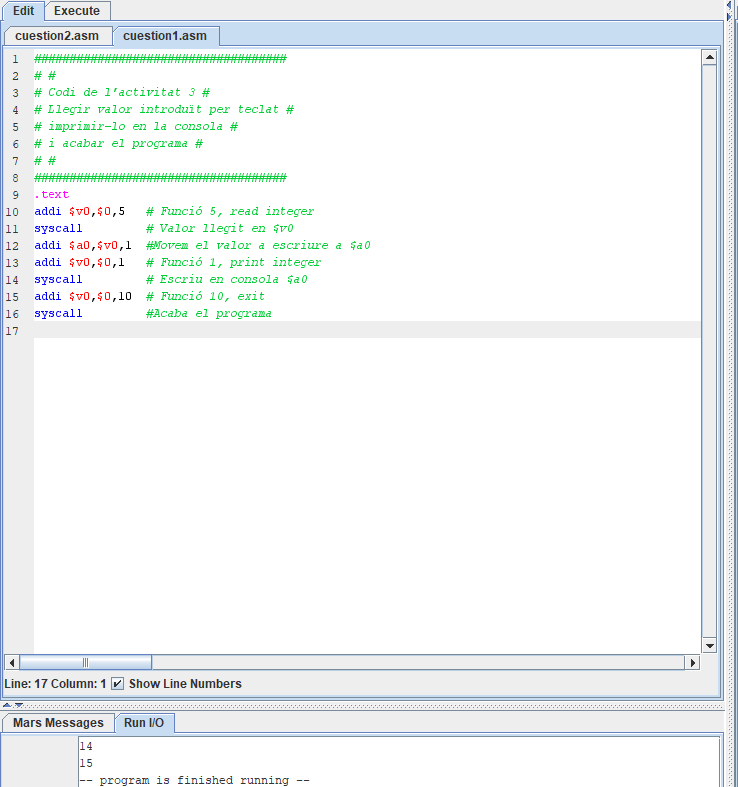 Edit Execute
cuestion2.asm cuestion1.asm
1 ####################################
2 # #
3 # Codi de l'activitat 3 #
4 # Llegir valor introduït per teclat #
5 # imprimir-lo en la consola #
6 # i acabar el programa #
7 # #
8 ####################################
9 .text
10 addi $v0,$0,5 # Funció 5, read integer
11 syscall # Valor llegit en $v0
12 addi $a0,$v0,1 #Movem el valor a escriure a $a0
13 addi $v0,$0,1 # Funció 1, print integer
14 syscall # Escriu en consola $a0
15 addi $v0,$0,10 # Funció 10, exit
16 syscall #Acaba el programa
17
Line: 17 Column: 1 Show Line Numbers
Mars Messages Run I/O
14
15
-- program is finished running --